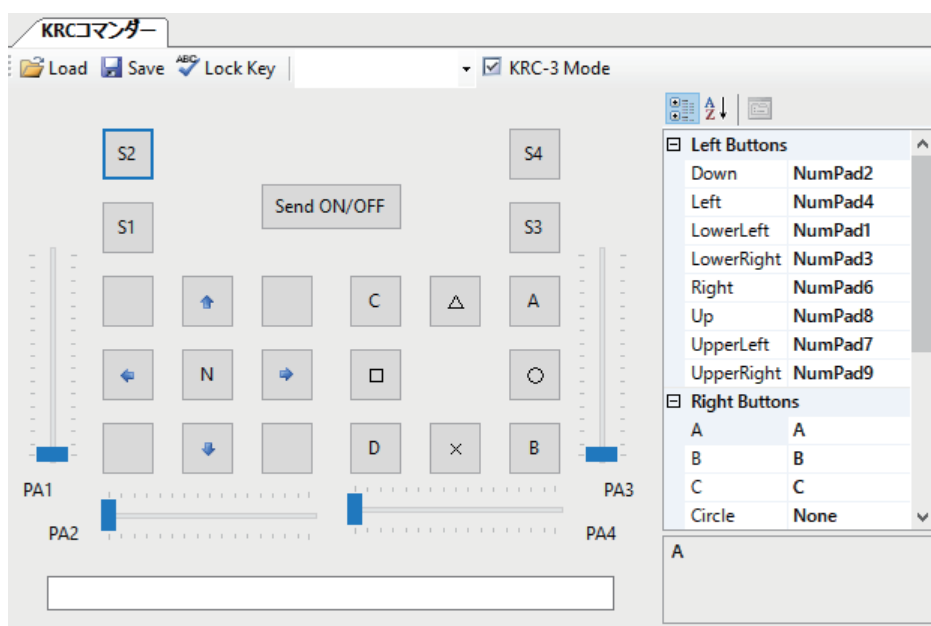 KRCコマンダー
Load Save ABC Lock Key KRC-3 Mode
A Z
S2 S4
Send ON/OFF
S1 S3
C △ A
N □ ○
D × B
PA1 PA3
PA2 PA4
Left Buttons
Down NumPad2
Left NumPad4
LowerLeft NumPad1
LowerRight NumPad3
Right NumPad6
Up NumPad8
UpperLeft NumPad7
UpperRight NumPad9
Right Buttons
A A
B B
C C
Circle None
A